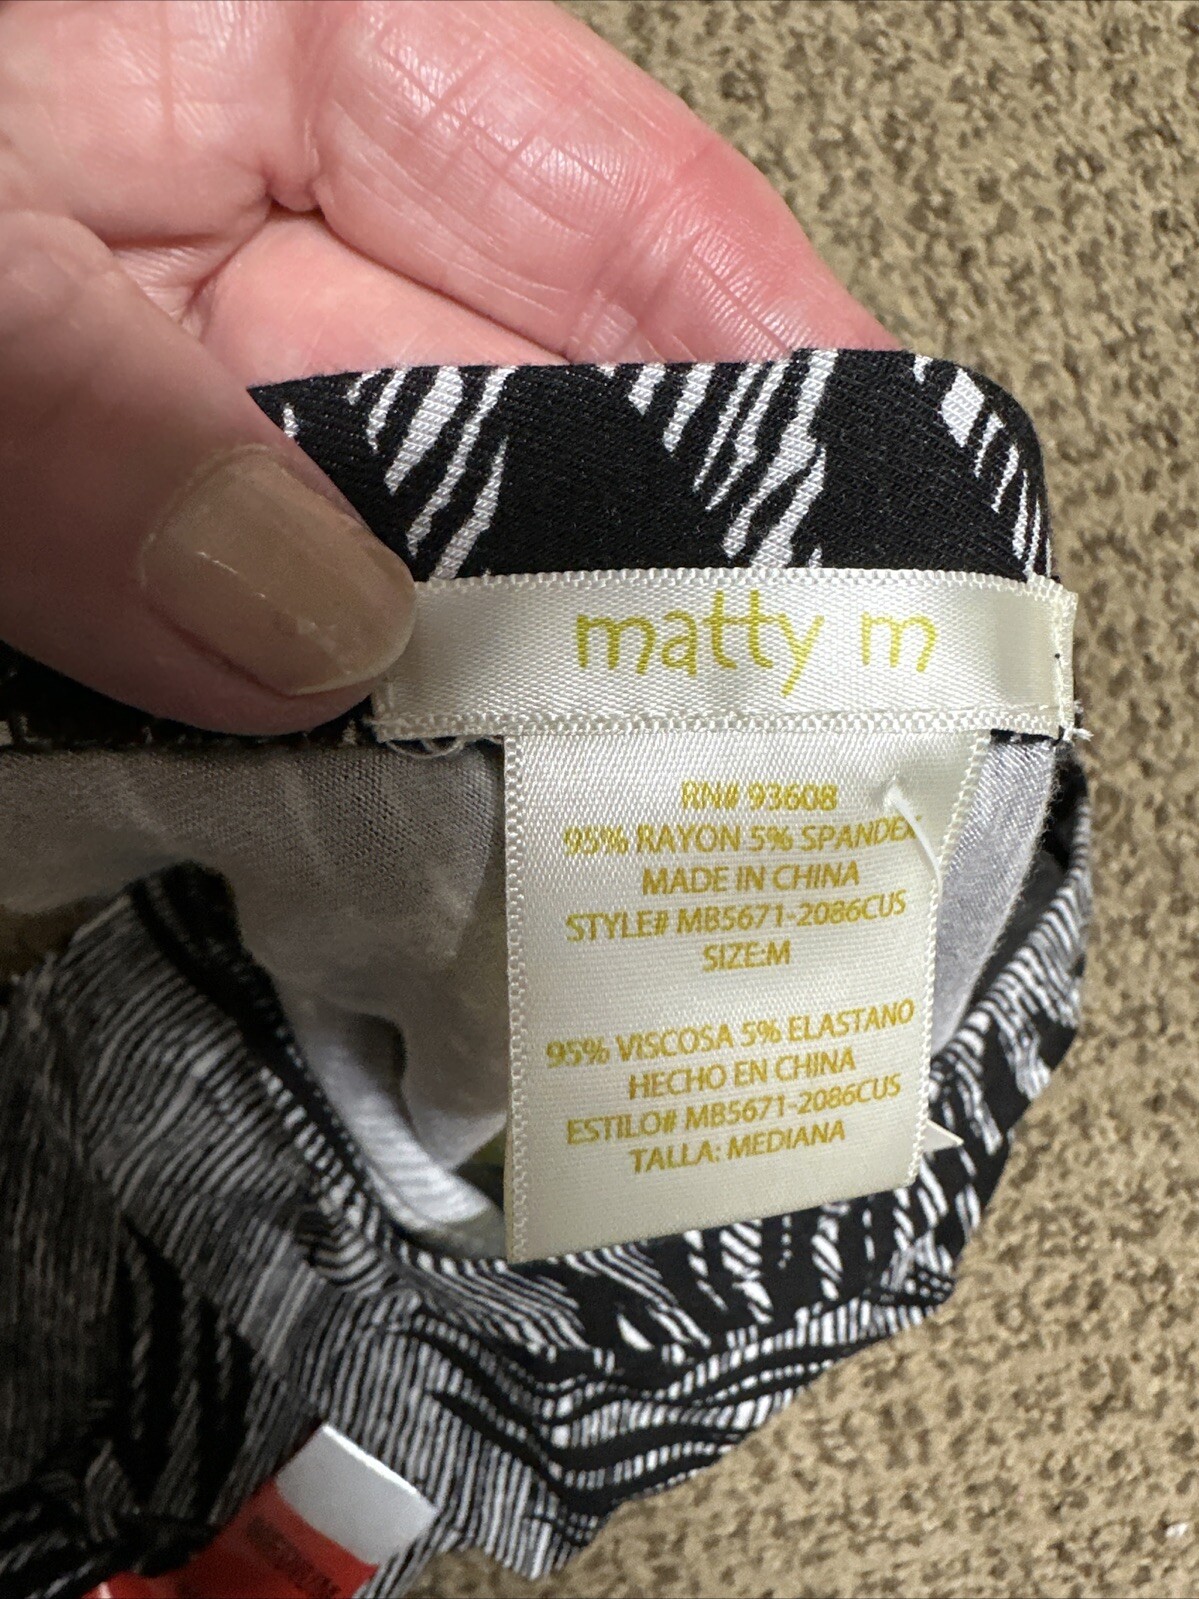 matty m
RN# 93608
95% RAYON 5% SPANDEX
MADE IN CHINA
STYLE# MB5671-2086CUS
SIZE:M
95% VISCOSA 5% ELASTANO
HECHO EN CHINA
ESTILO# MB5671-2086CUS
TALLA: MEDIANA